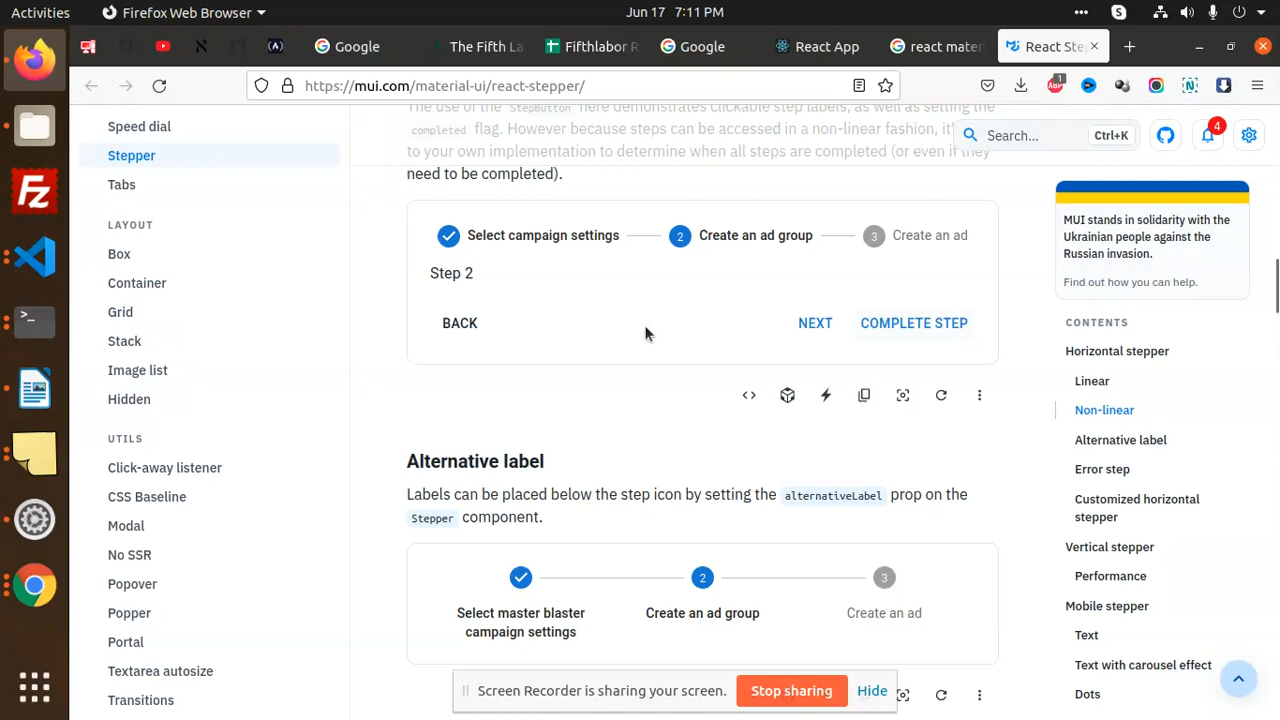 Activities
Firefox Web Browser
Jun 17 7:11 PM
Google
The Fifth La
Fifthlabor R
Google
React App
react mater
React Ste
https://mui.com/material-ui/react-stepper/
1
Speed dial
Stepper
Tabs
LAYOUT
Box
Container
Grid
Stack
Image list
Hidden
UTILS
Click-away listener
CSS Baseline
Modal
No SSR
Popover
Popper
Portal
Textarea autosize
Transitions
The use of the StepButton here demonstrates clickable step labels, as well as setting the
completed flag. However because steps can be accessed in a non-linear fashion, it'
to your own implementation to determine when all steps are completed (or even if they
need to be completed).
Select campaign settings
2 Create an ad group
3 Create an ad
Step 2
BACK
NEXT
COMPLETE STEP
Alternative label
Labels can be placed below the step icon by setting the alternativeLabel prop on the
Stepper component.
2
3
Select master blaster
campaign settings
Create an ad group
Create an ad
Screen Recorder is sharing your screen.
Stop sharing
Hide
Search...
Ctrl+K
4
MUI stands in solidarity with the
Ukrainian people against the
Russian invasion.
Find out how you can help.
CONTENTS
Horizontal stepper
Linear
Non-linear
Alternative label
Error step
Customized horizontal
stepper
Vertical stepper
Performance
Mobile stepper
Text
Text with carousel effect
Dots